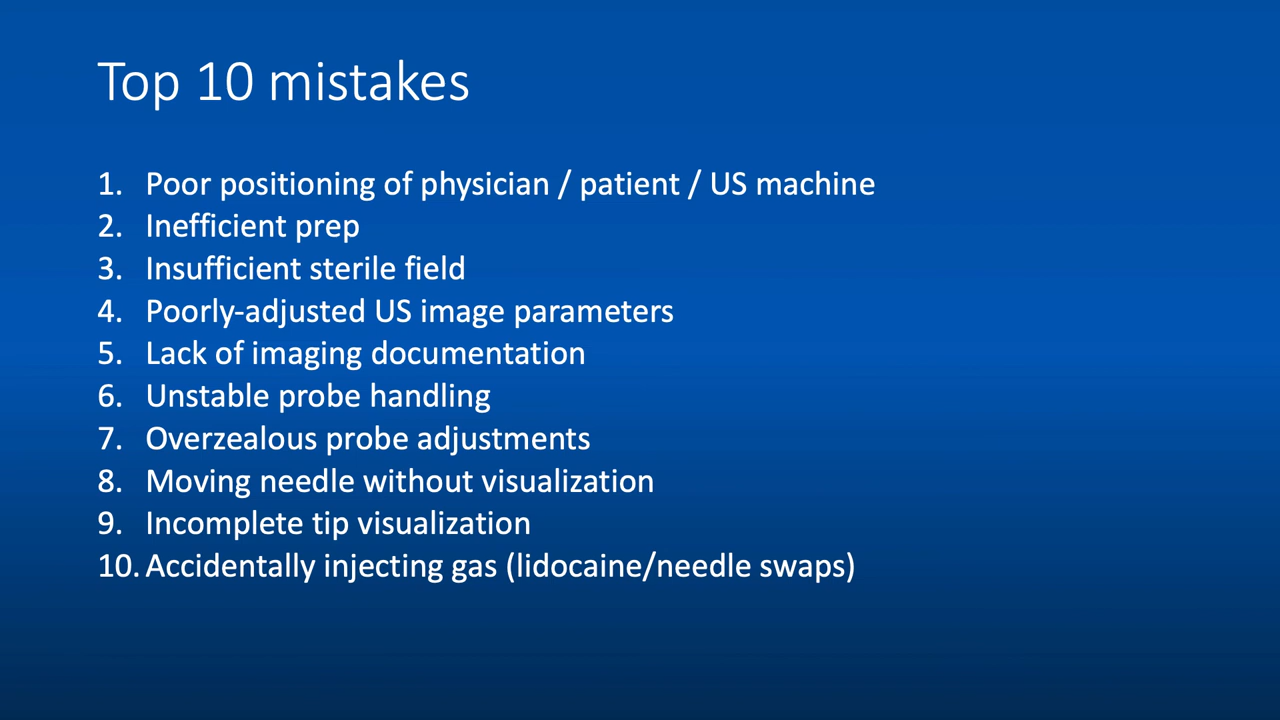 Top 10 mistakes
1. Poor positioning of physician / patient / US machine
2. Inefficient prep
3. Insufficient sterile field
4. Poorly-adjusted US image parameters
5. Lack of imaging documentation
6. Unstable probe handling
7. Overzealous probe adjustments
8. Moving needle without visualization
9. Incomplete tip visualization
10. Accidentally injecting gas (lidocaine/needle swaps)